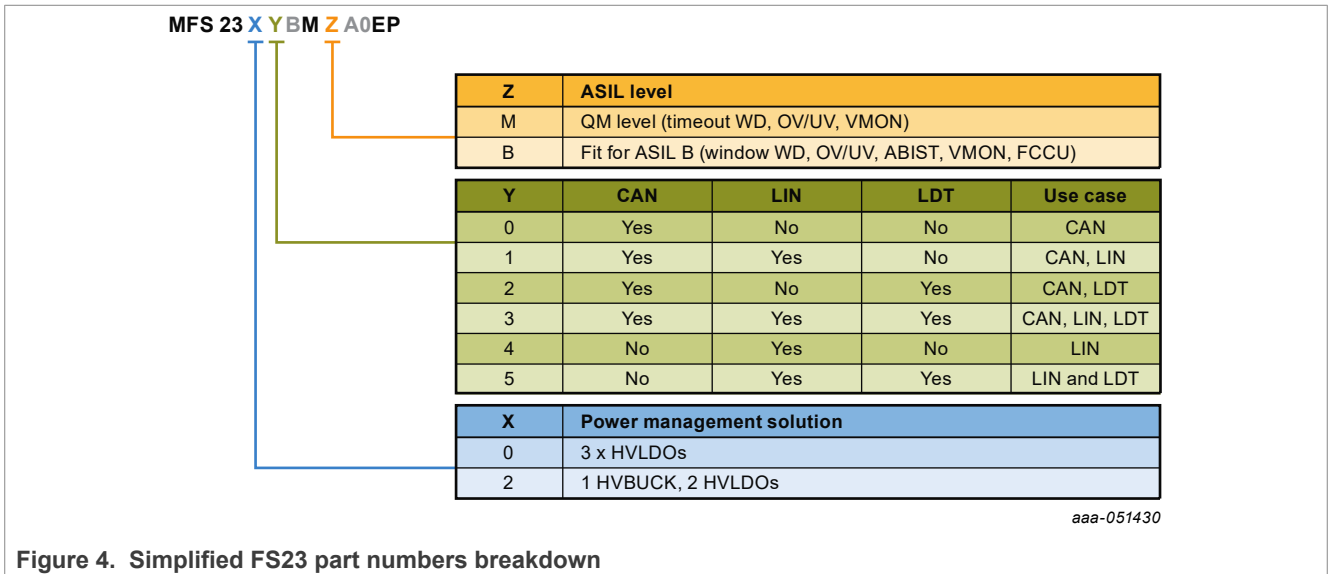 MFS 23 X Y BM Z A0EP
Z ASIL level
M QM level (timeout WD, OV/UV, VMON)
B Fit for ASIL B (window WD, OV/UV, ABIST, VMON, FCCU)
Y CAN LIN LDT Use case
0 Yes No No CAN
1 Yes Yes No CAN, LIN
2 Yes No Yes CAN, LDT
3 Yes Yes Yes CAN, LIN, LDT
4 No Yes No LIN
5 No Yes Yes LIN and LDT
X Power management solution
0 3 x HVLDOs
2 1 HVBUCK, 2 HVLDOs
aaa-051430
Figure 4. Simplified FS23 part numbers breakdown